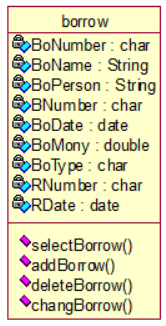 borrow
BoNumber : char
BoName : String
BoPerson : String
BNumber : char
BoDate : date
BoMony : double
BoType : char
RNumber : char
RDate : date
selectBorrow()
addBorrow()
deleteBorrow()
changBorrow()